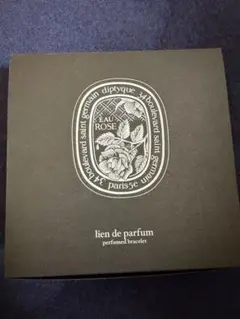 diptyque
34 boulevard saint germain
EAU
ROSE
34 boulevard saint germain
paris 5e
lien de parfum
perfumed bracelet